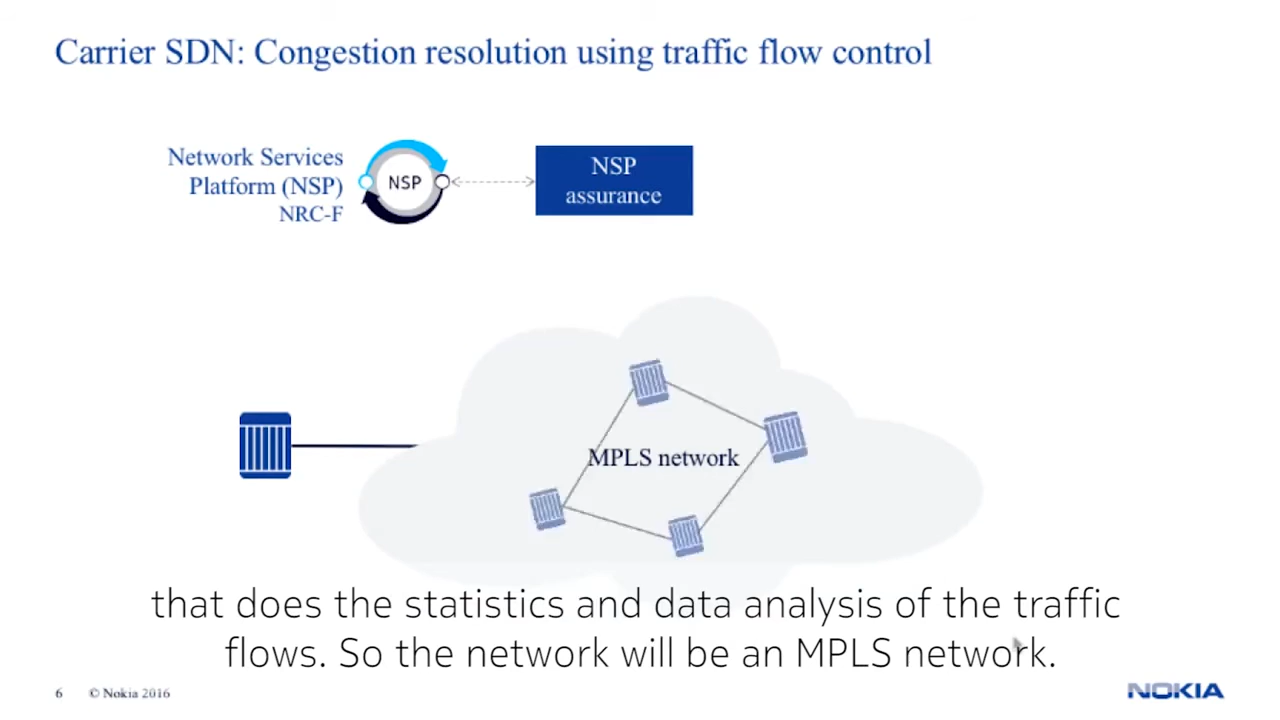 Carrier SDN: Congestion resolution using traffic flow control
Network Services
Platform (NSP)
NRC-F
NSP
NSP
assurance
MPLS network
that does the statistics and data analysis of the traffic
flows. So the network will be an MPLS network.
6 © Nokia 2016
NOKIA